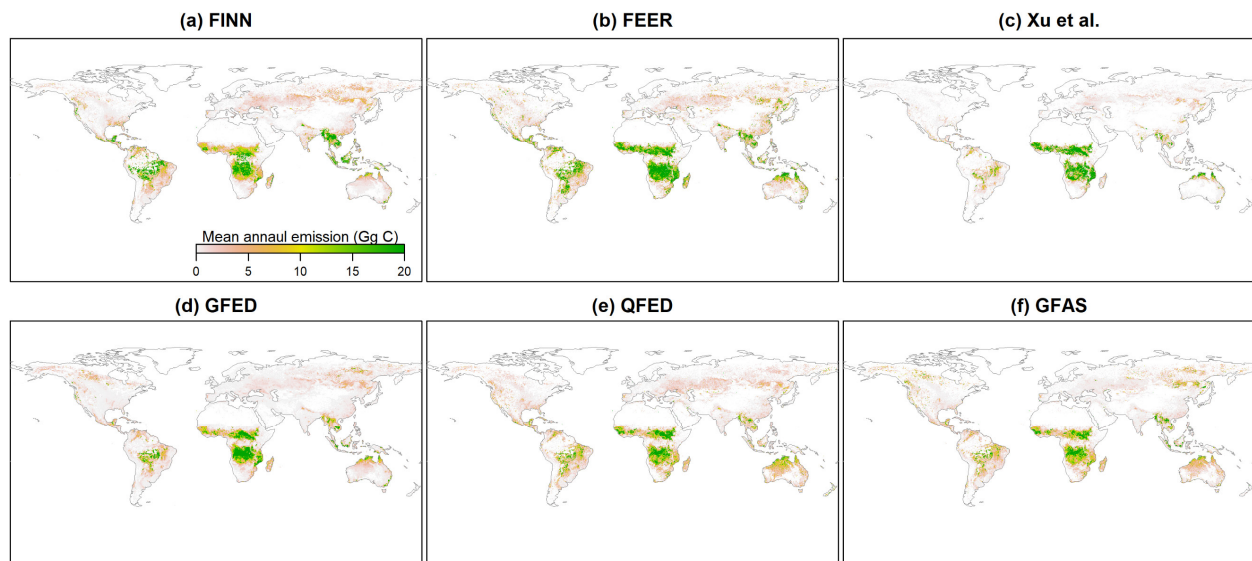 (a) FINN
(b) FEER
(c) Xu et al.
Mean annaul emission (Gg C)
0 5 10 15 20
(d) GFED
(e) QFED
(f) GFAS